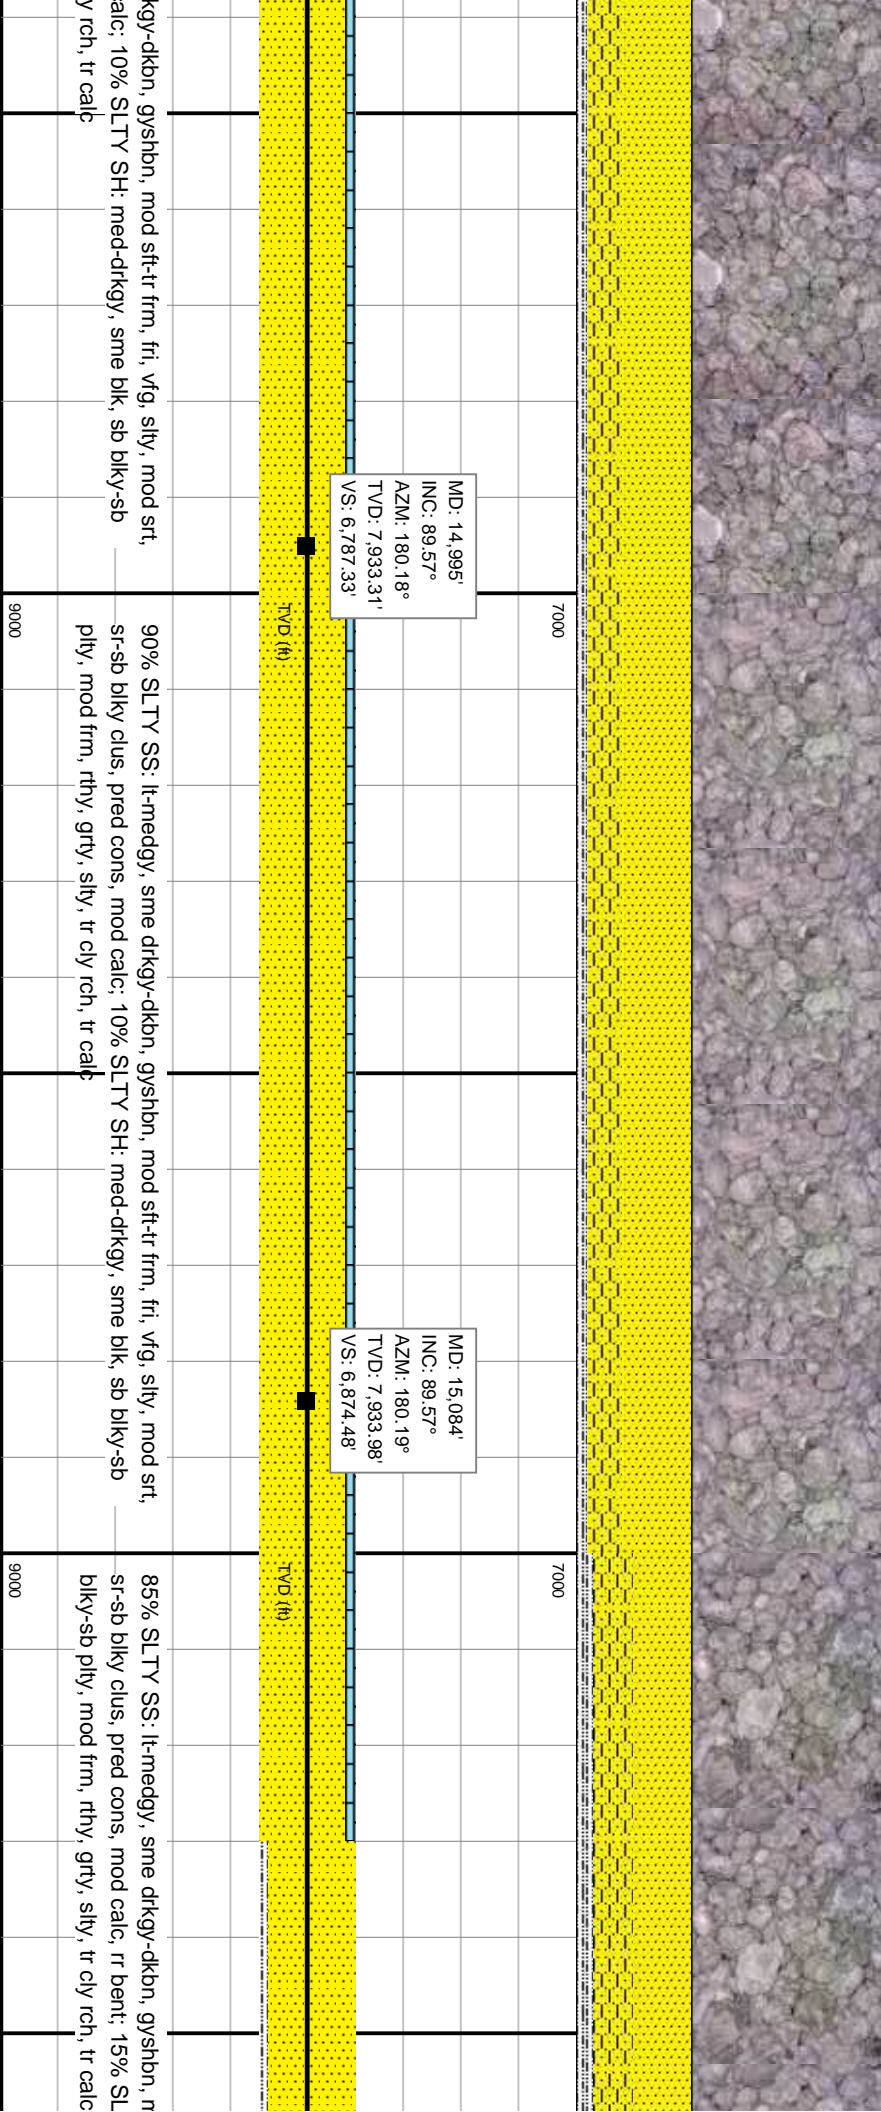 kgy-dkbn, gyshbn, mod sft-tr frm, fri, vfg, slty, mod srt,
alc; 10% SLTY SH: med-drkgy, sme blk, sb blky-sb
y rch, tr calc
MD: 14,995'
INC: 89.57°
AZM: 180.18°
TVD: 7,933.31'
VS: 6,787.33'
7000
TVD (ft)
9000
90% SLTY SS: lt-medgy, sme drkgy-dkbn, gyshbn, mod sft-tr frm, fri, vfg, slty, mod srt,
sr-sb blky clus, pred cons, mod calc; 10% SLTY SH: med-drkgy, sme blk, sb blky-sb
plty, mod frm, rthy, grty, slty, tr cly rch, tr calc
MD: 15,084'
INC: 89.57°
AZM: 180.19°
TVD: 7,933.98'
VS: 6,874.48'
7000
TVD (ft)
9000
85% SLTY SS: lt-medgy, sme drkgy-dkbn, gyshbn, m
sr-sb blky clus, pred cons, mod calc, rr bent; 15% SL
blky-sb plty, mod frm, rthy, grty, slty, tr cly rch, tr calc